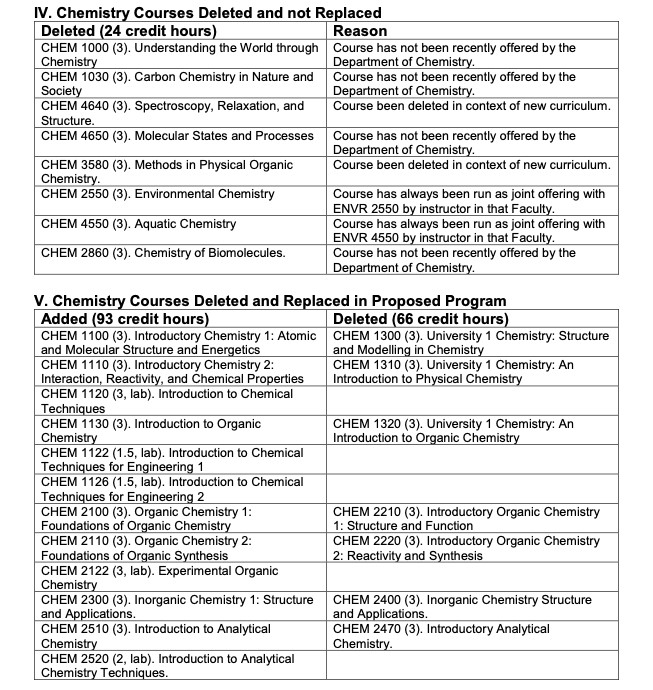 IV. Chemistry Courses Deleted and not Replaced
Deleted (24 credit hours) Reason
CHEM 1000 (3). Understanding the World through Course has not been recently offered by the
Chemistry Department of Chemistry.
CHEM 1030 (3). Carbon Chemistry in Nature and Course has not been recently offered by the
Society Department of Chemistry.
CHEM 4640 (3). Spectroscopy, Relaxation, and Course been deleted in context of new curriculum.
Structure.
CHEM 4650 (3). Molecular States and Processes Course has not been recently offered by the
Department of Chemistry.
CHEM 3580 (3). Methods in Physical Organic Course been deleted in context of new curriculum.
Chemistry.
CHEM 2550 (3). Environmental Chemistry Course has always been run as joint offering with
ENVR 2550 by instructor in that Faculty.
CHEM 4550 (3). Aquatic Chemistry Course has always been run as joint offering with
ENVR 4550 by instructor in that Faculty.
CHEM 2860 (3). Chemistry of Biomolecules. Course has not been recently offered by the
Department of Chemistry.
V. Chemistry Courses Deleted and Replaced in Proposed Program
Added (93 credit hours) Deleted (66 credit hours)
CHEM 1100 (3). Introductory Chemistry 1: Atomic CHEM 1300 (3). University 1 Chemistry: Structure
and Molecular Structure and Energetics and Modelling in Chemistry
CHEM 1110 (3). Introductory Chemistry 2: CHEM 1310 (3). University 1 Chemistry: An
Interaction, Reactivity, and Chemical Properties Introduction to Physical Chemistry
CHEM 1120 (3, lab). Introduction to Chemical
Techniques
CHEM 1130 (3). Introduction to Organic CHEM 1320 (3). University 1 Chemistry: An
Chemistry Introduction to Organic Chemistry
CHEM 1122 (1.5, lab). Introduction to Chemical
Techniques for Engineering 1
CHEM 1126 (1.5, lab). Introduction to Chemical
Techniques for Engineering 2
CHEM 2100 (3). Organic Chemistry 1: CHEM 2210 (3). Introductory Organic Chemistry
Foundations of Organic Chemistry 1: Structure and Function
CHEM 2110 (3). Organic Chemistry 2: CHEM 2220 (3). Introductory Organic Chemistry
Foundations of Organic Synthesis 2: Reactivity and Synthesis
CHEM 2122 (3, lab). Experimental Organic
Chemistry
CHEM 2300 (3). Inorganic Chemistry 1: Structure CHEM 2400 (3). Inorganic Chemistry Structure
and Applications. and Applications.
CHEM 2510 (3). Introduction to Analytical CHEM 2470 (3). Introductory Analytical
Chemistry Chemistry.
CHEM 2520 (2, lab). Introduction to Analytical
Chemistry Techniques.